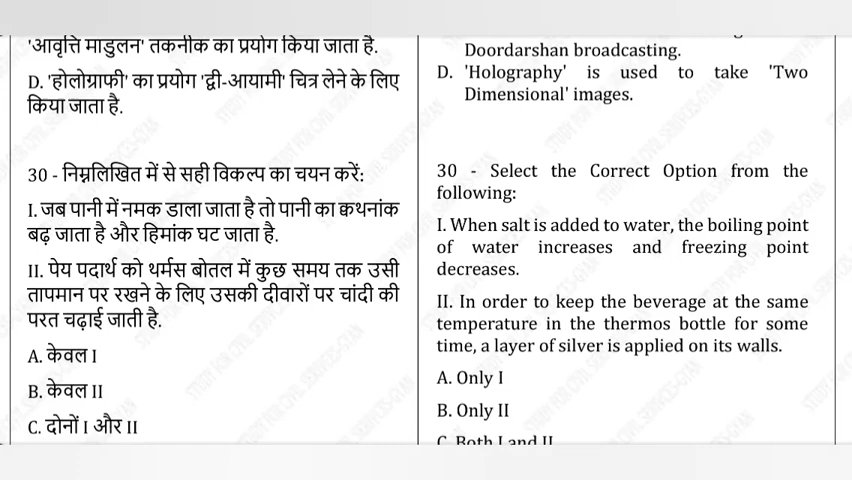 'आवृत्ति माडुलन' तकनीक का प्रयोग किया जाता है.
D. 'होलोग्राफी' का प्रयोग 'द्वी-आयामी' चित्र लेने के लिए
किया जाता है.
30 - निम्नलिखित में से सही विकल्प का चयन करें:
I. जब पानी में नमक डाला जाता है तो पानी का क्वथनांक
बढ़ जाता है और हिमांक घट जाता है.
II. पेय पदार्थ को थर्मस बोतल में कुछ समय तक उसी
तापमान पर रखने के लिए उसकी दीवारों पर चांदी की
परत चढ़ाई जाती है.
A. केवल I
B. केवल II
C. दोनों I और II
Doordarshan broadcasting.
D. 'Holography' is used to take 'Two
Dimensional' images.
30 - Select the Correct Option from the
following:
I. When salt is added to water, the boiling point
of water increases and freezing point
decreases.
II. In order to keep the beverage at the same
temperature in the thermos bottle for some
time, a layer of silver is applied on its walls.
A. Only I
B. Only II
C. Both I and II